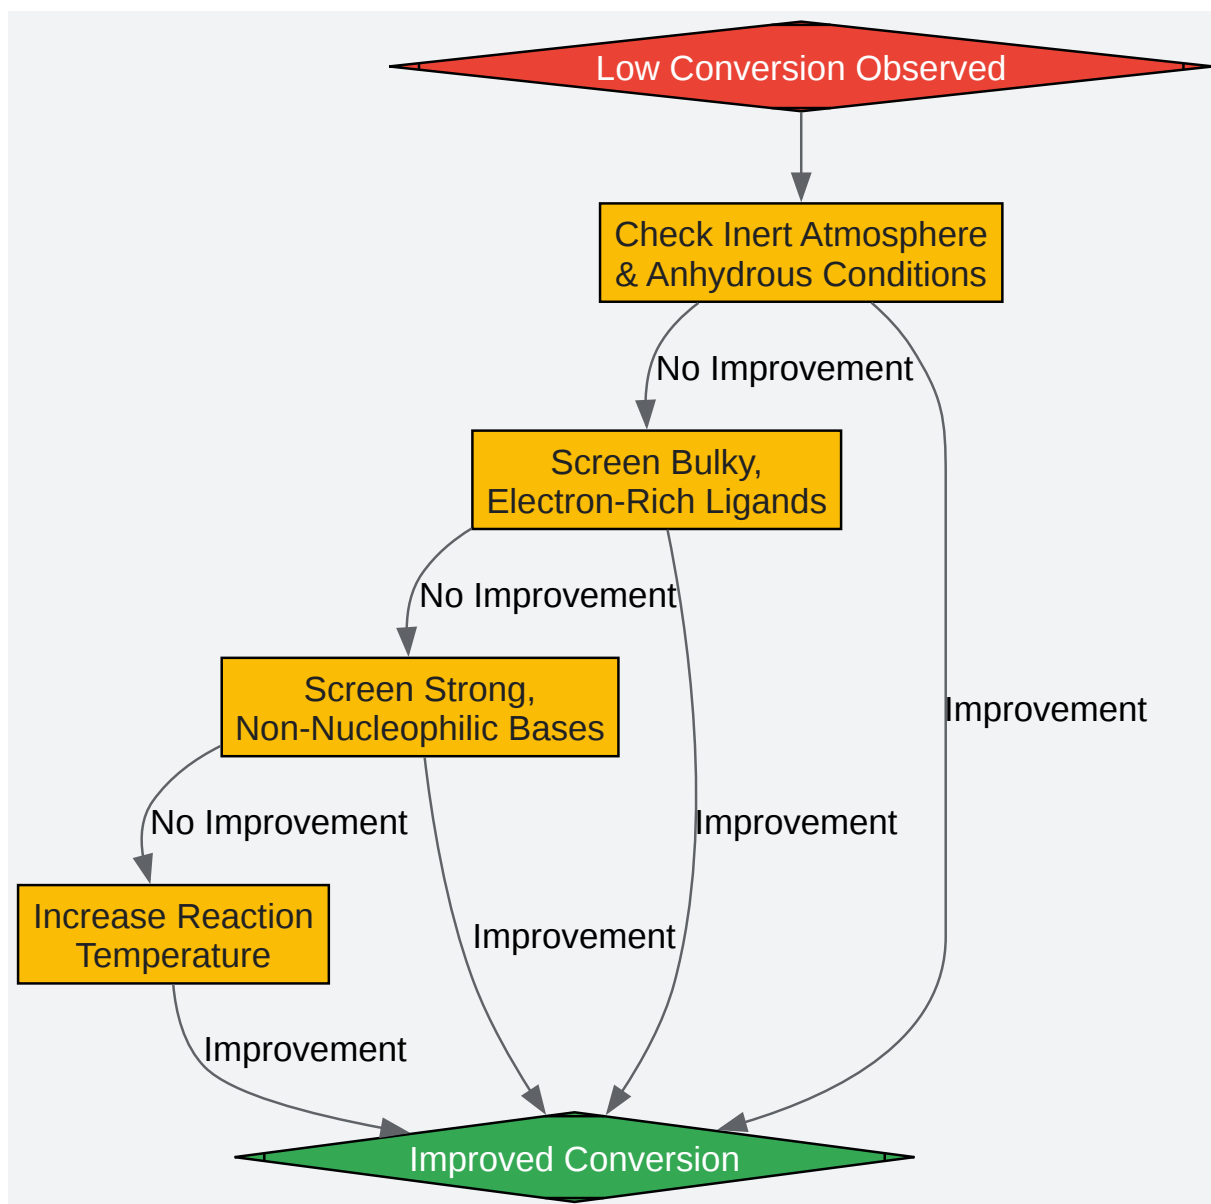 Low Conversion Observed
Check Inert Atmosphere
& Anhydrous Conditions
No Improvement
Screen Bulky,
Electron-Rich Ligands
No Improvement
Screen Strong,
Non-Nucleophilic Bases
Improvement
No Improvement
Improvement
Increase Reaction
Temperature
Improvement
Improvement
Improved Conversion